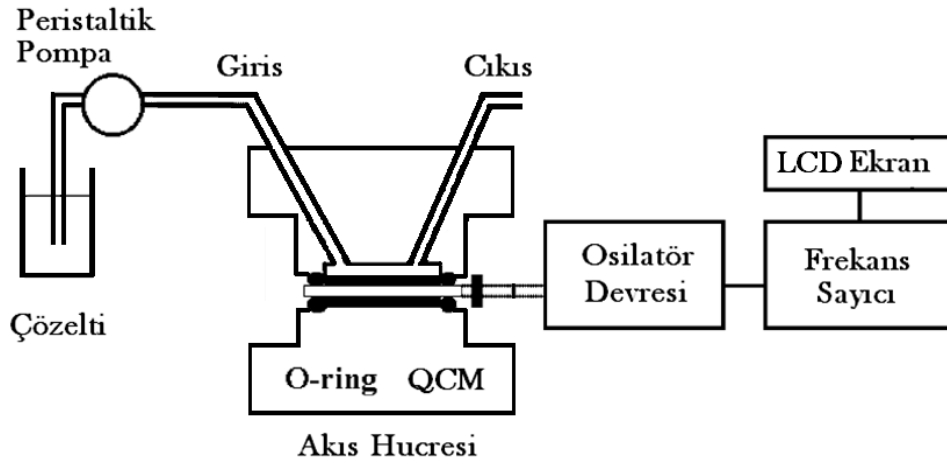 Peristaltik
Pompa
Giris
Cıkıs
LCD Ekran
Osilatör
Devresi
Frekans
Sayıcı
Çözelti
O-ring QCM
Akıs Hucresi